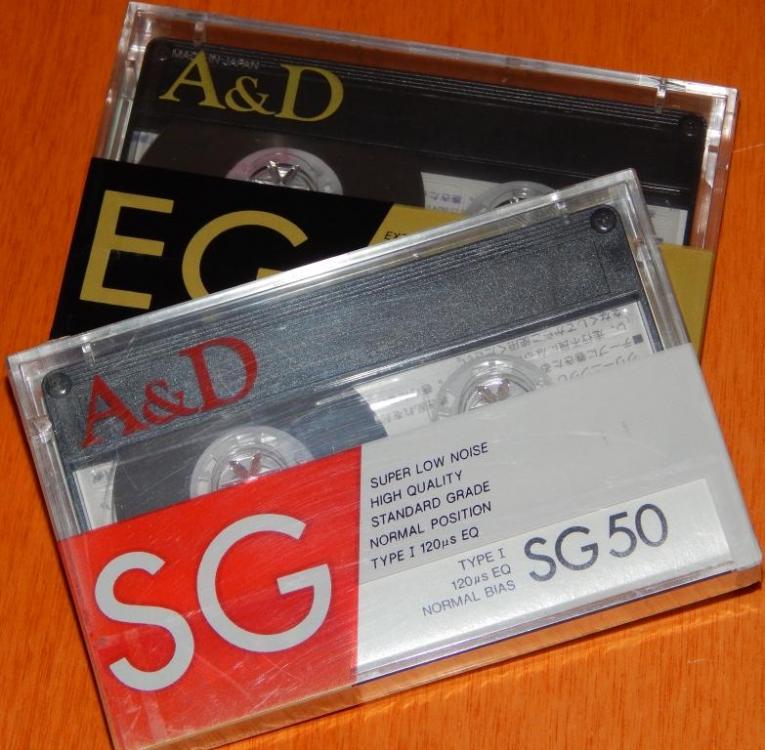 MADE IN JAPAN
A&D
EG
A&D
SG
SUPER LOW NOISE
HIGH QUALITY
STANDARD GRADE
NORMAL POSITION
TYPE I 120μs EQ
TYPE I
120μs EQ
NORMAL BIAS
SG 50